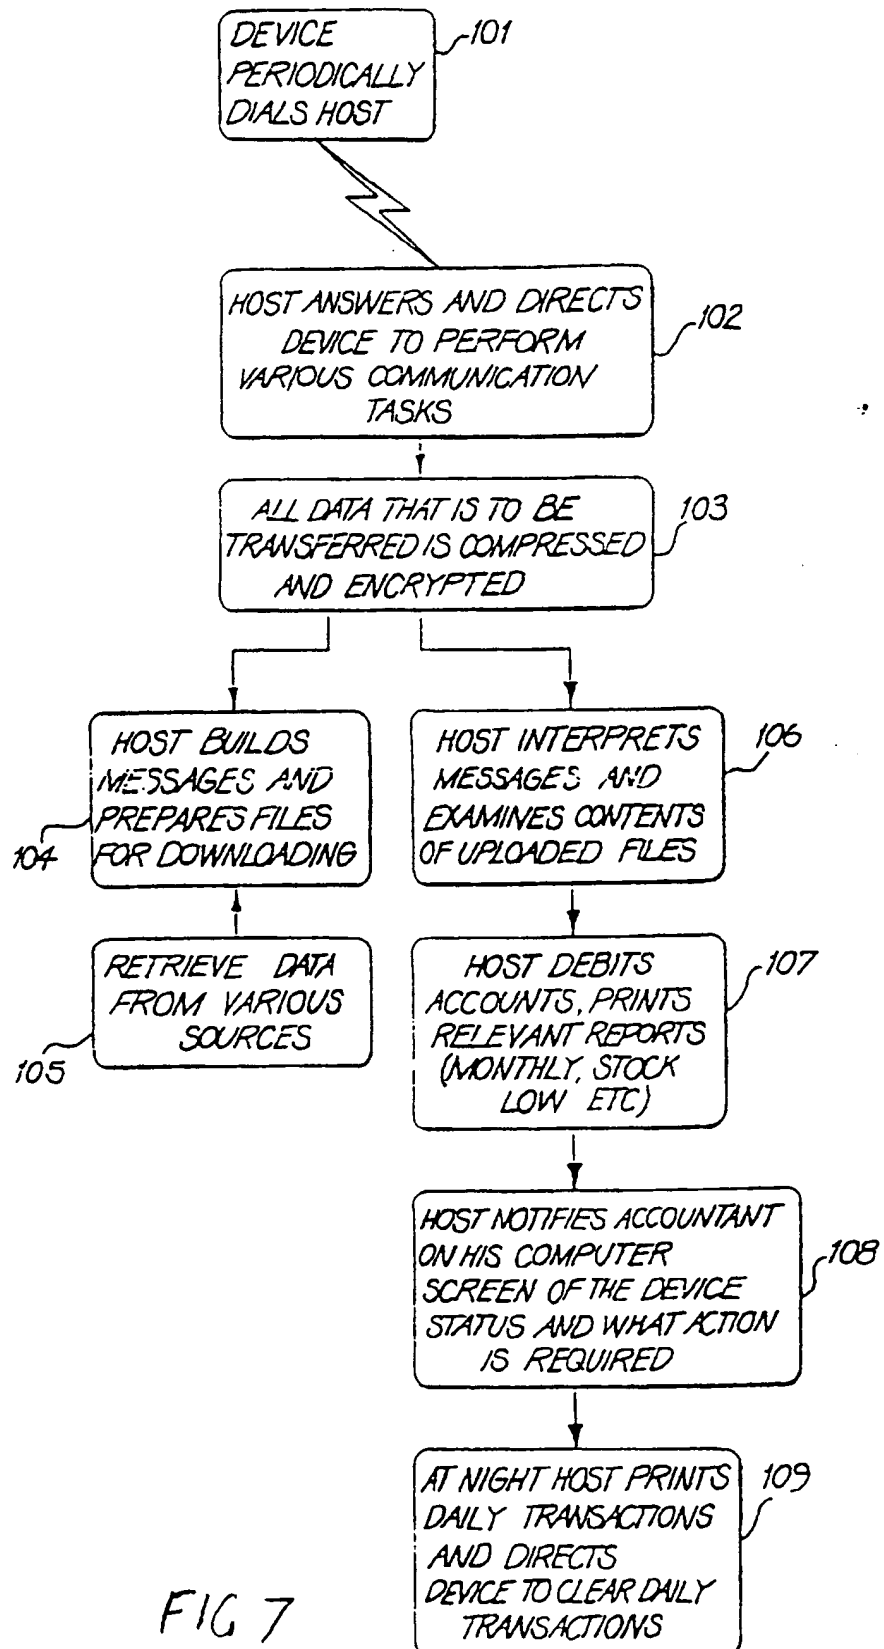 DEVICE
PERIODICALLY
DIALS HOST
101
HOST ANSWERS AND DIRECTS
DEVICE TO PERFORM
VARIOUS COMMUNICATION
TASKS
102
ALL DATA THAT IS TO BE
TRANSFERRED IS COMPRESSED
AND ENCRYPTED
103
HOST BUILDS
MESSAGES AND
PREPARES FILES
FOR DOWNLOADING
104
HOST INTERPRETS
MESSAGES AND
EXAMINES CONTENTS
OF UPLOADED FILES
106
RETRIEVE DATA
FROM VARIOUS
SOURCES
105
HOST DEBITS
ACCOUNTS, PRINTS
RELEVANT REPORTS
(MONTHLY, STOCK
LOW ETC)
107
HOST NOTIFIES ACCOUNTANT
ON HIS COMPUTER
SCREEN OF THE DEVICE
STATUS AND WHAT ACTION
IS REQUIRED
108
AT NIGHT HOST PRINTS
DAILY TRANSACTIONS
AND DIRECTS
DEVICE TO CLEAR DAILY
TRANSACTIONS
109
FIG 7